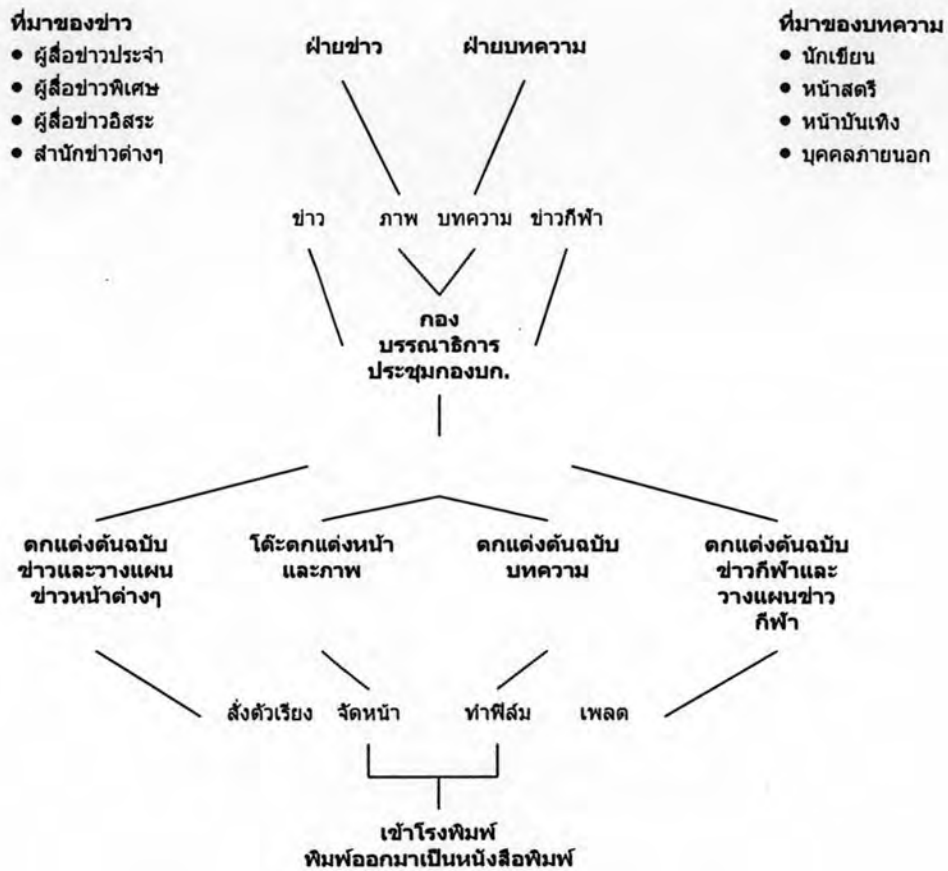 ที่มาของข่าว
● ผู้สื่อข่าวประจำ
● ผู้สื่อข่าวพิเศษ
● ผู้สื่อข่าวอิสระ
● สำนักข่าวต่างๆ
ฝ่ายข่าว
ฝ่ายบทความ
ที่มาของบทความ
● นักเขียน
● หน้าสตรี
● หน้าบันเทิง
● บุคคลภายนอก
ข่าว
ภาพ
บทความ
ข่าวกีฬา
กอง
บรรณาธิการ
ประชุมกองบก.
ตกแต่งต้นฉบับ
ข่าวและวางแผน
ข่าวหน้าต่างๆ
โต๊ะตกแต่งหน้า
และภาพ
ตกแต่งต้นฉบับ
บทความ
ตกแต่งต้นฉบับ
ข่าวกีฬาและ
วางแผนข่าว
กีฬา
สั่งตัวเรียง
จัดหน้า
ทำฟิล์ม
เพลต
เข้าโรงพิมพ์
พิมพ์ออกมาเป็นหนังสือพิมพ์